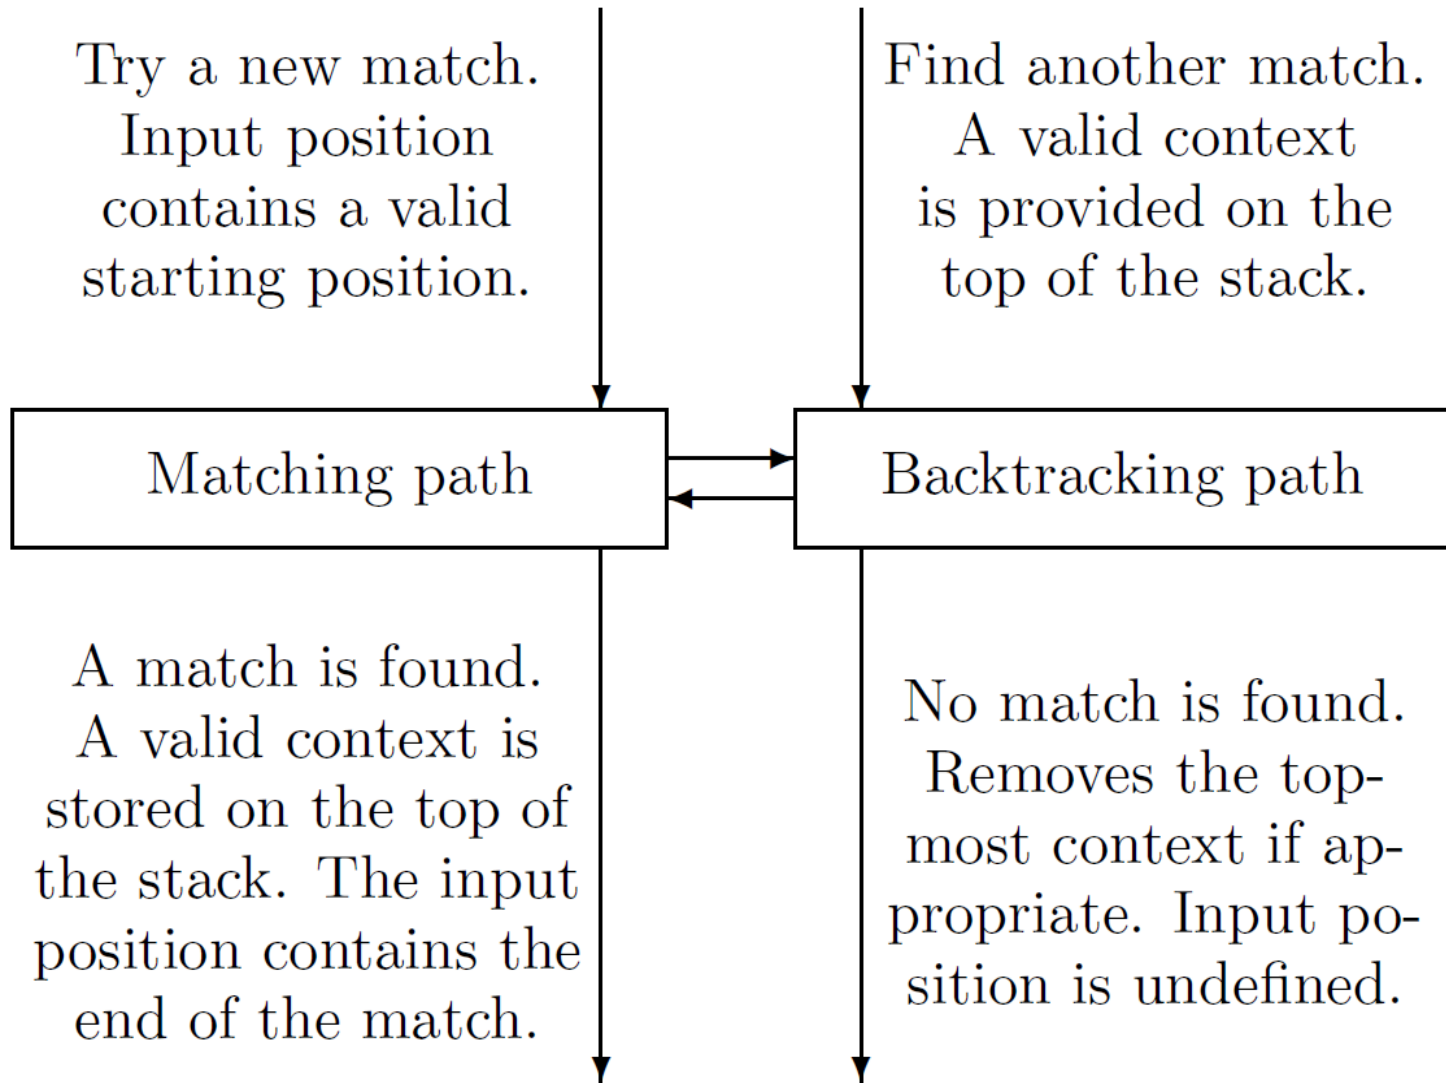 Try a new match.
Input position
contains a valid
starting position.
Find another match.
A valid context
is provided on the
top of the stack.
Matching path
Backtracking path
A match is found.
A valid context is
stored on the top of
the stack. The input
position contains the
end of the match.
No match is found.
Removes the top-
most context if ap-
propriate. Input po-
sition is undefined.